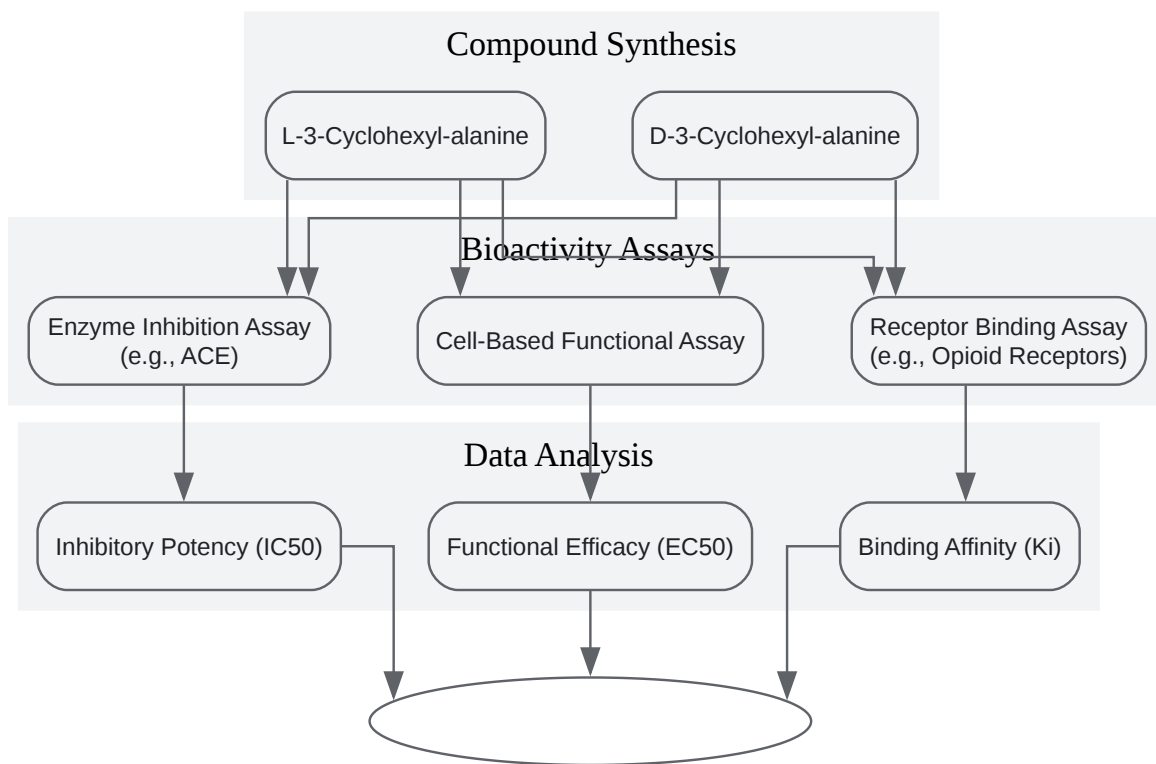 Compound Synthesis
L-3-Cyclohexyl-alanine
D-3-Cyclohexyl-alanine
Bioactivity Assays
Enzyme Inhibition Assay
(e.g., ACE)
Cell-Based Functional Assay
Receptor Binding Assay
(e.g., Opioid Receptors)
Data Analysis
Inhibitory Potency (IC50)
Functional Efficacy (EC50)
Binding Affinity (Ki)